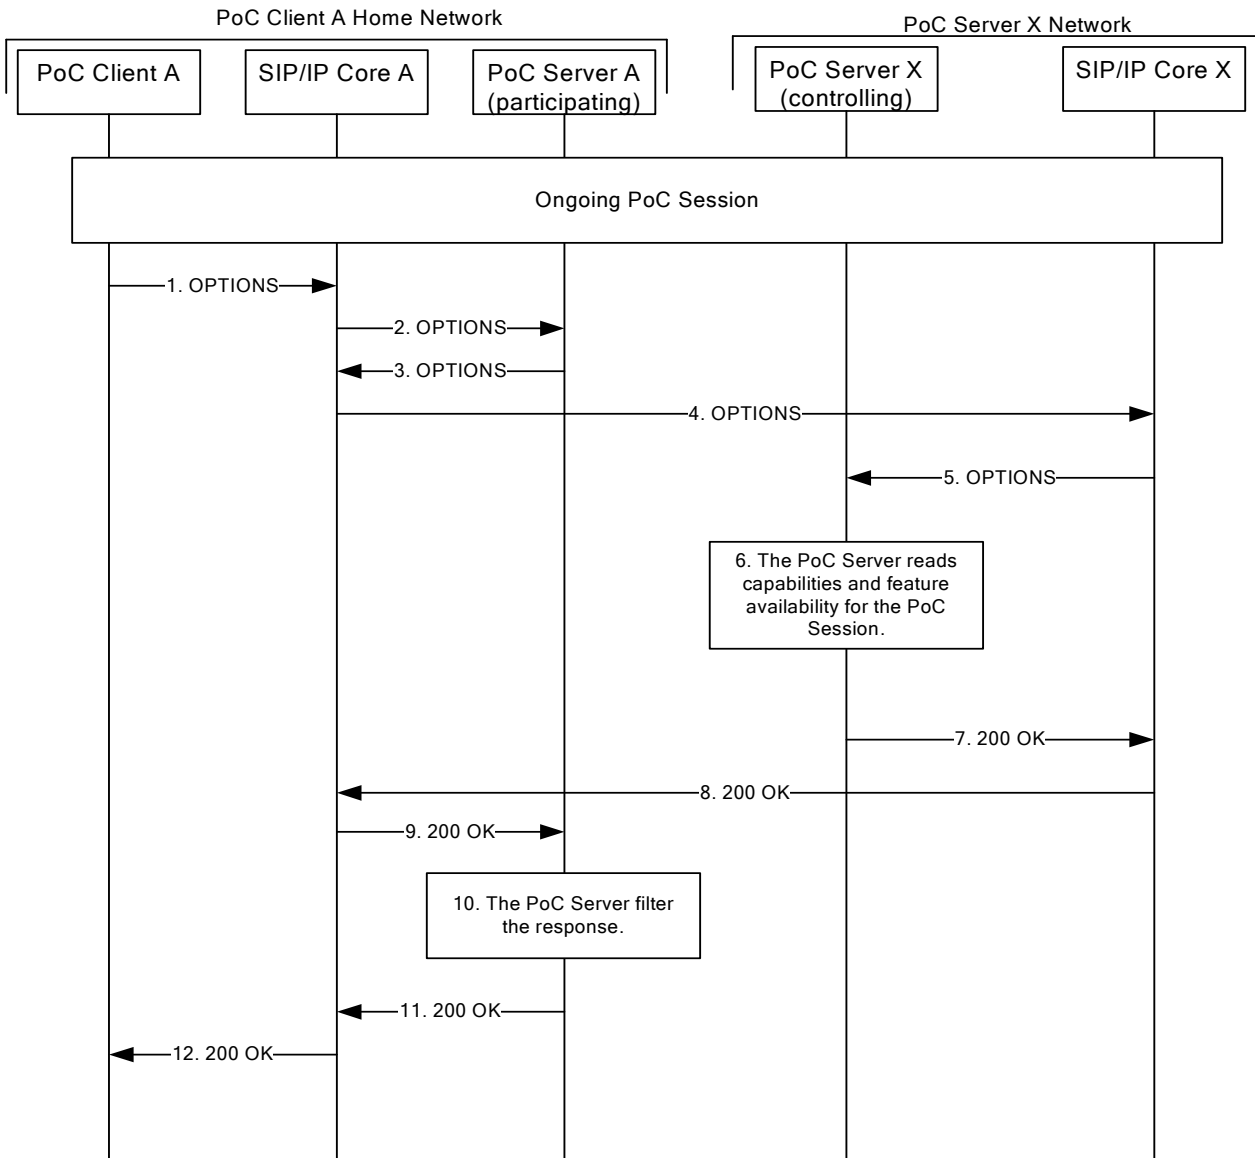 PoC Client A Home Network
PoC Server X Network
PoC Client A
SIP/IP Core A
PoC Server A
(participating)
PoC Server X
(controlling)
SIP/IP Core X
Ongoing PoC Session
1. OPTIONS
2. OPTIONS
3. OPTIONS
4. OPTIONS
5. OPTIONS
6. The PoC Server reads
capabilities and feature
availability for the PoC
Session.
7. 200 OK
8. 200 OK
9. 200 OK
10. The PoC Server filter
the response.
11. 200 OK
12. 200 OK